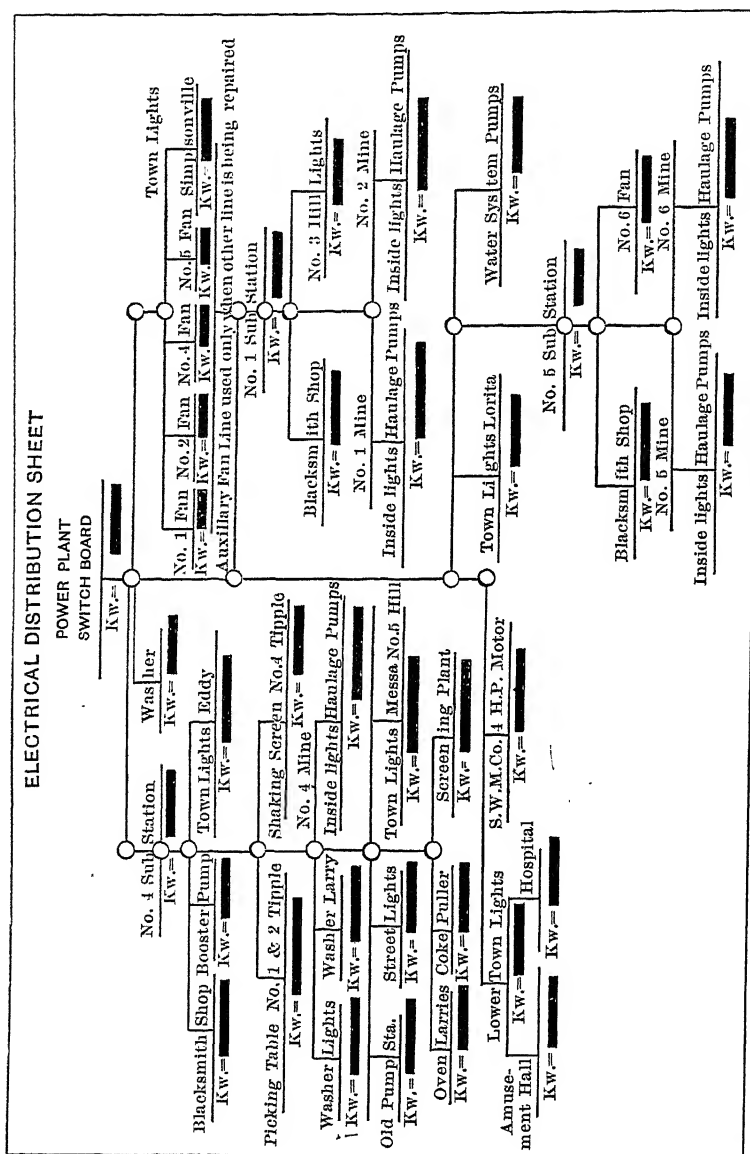 ELECTRICAL DISTRIBUTION SHEET
POWER PLANT
SWITCH BOARD
Kw.=
No. 4 Sub Station
Kw.=
Washer
Kw.=
Blacksmith Shop
Kw.=
Booster Pump
Kw.=
Town Lights Eddy
Kw.=
Picking Table No. 1 & 2 Tipple
Kw.=
Shaking Screen No.4 Tipple
Kw.=
No. 4 Mine
Washer Lights
Kw.=
Washer Larry
Kw.=
Inside lights Haulage Pumps
Kw.=
Old Pump Sta.
Kw.=
Street Lights
Kw.=
Town Lights Messa No.5 Hill
Kw.=
Oven Larries
Kw.=
Coke Puller
Kw.=
Screening Plant
Kw.=
Lower Town Lights
Kw.=
S.W.M.Co. 4 H.P. Motor
Kw.=
Amuse-
ment Hall
Kw.=
Hospital
Kw.=
Town Lights
No. 1 Fan
Kw.=
No. 2 Fan
Kw.=
No. 4 Fan
Kw.=
No. 5 Fan
Kw.=
Simpsonville
Kw.=
Auxillary Fan Line used only when other line is being repaired
No. 1 Sub Station
Kw.=
Blacksmith Shop
Kw.=
No. 3 Hill Lights
Kw.=
No. 1 Mine
No. 2 Mine
Inside lights Haulage Pumps
Kw.=
Inside lights Haulage Pumps
Kw.=
Town Lights Lorita
Kw.=
Water System Pumps
Kw.=
No. 5 Sub Station
Kw.=
Blacksmith Shop
Kw.=
No. 6 Fan
Kw.=
No. 5 Mine
No. 6 Mine
Inside lights Haulage Pumps
Kw.=
Inside lights Haulage Pumps
Kw.=